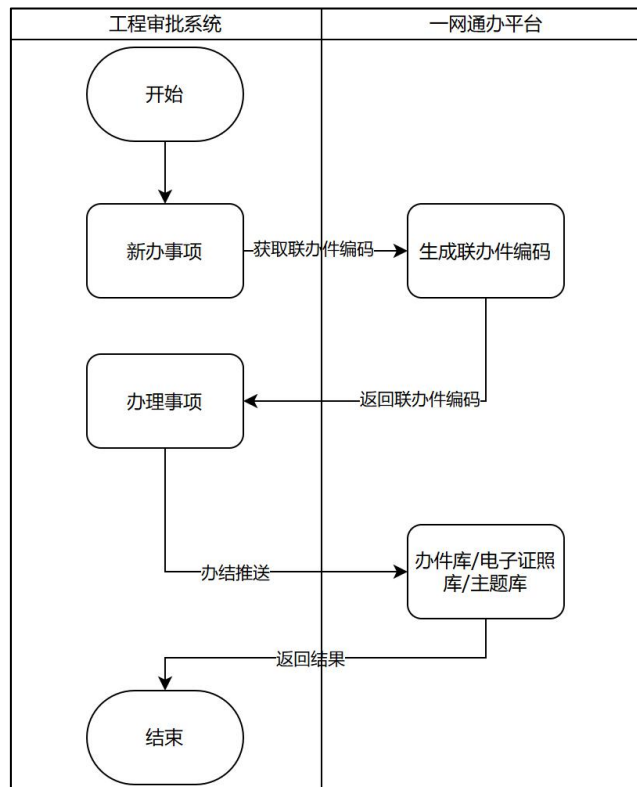 工程审批系统
一网通办平台
开始
新办事项
获取联办件编码
生成联办件编码
办理事项
返回联办件编码
办结推送
办件库/电子证照
库/主题库
返回结果
结束